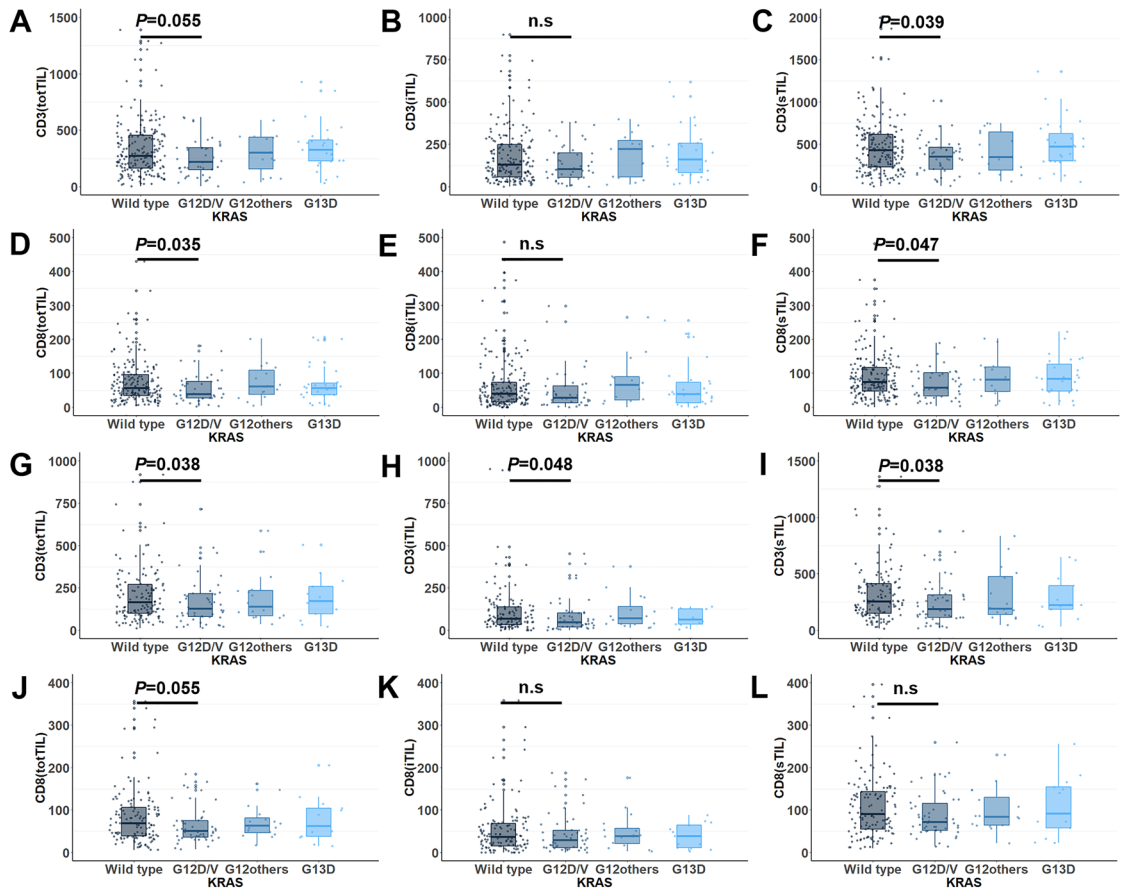 A
P=0.055
CD3(totTIL)
1500
1000
500
0
Wild type G12D/V G12others G13D
KRAS
B
n.s
CD3(iTIL)
1000
750
500
250
0
Wild type G12D/V G12others G13D
KRAS
C
P=0.039
CD3(sTIL)
2000
1500
1000
500
0
Wild type G12D/V G12others G13D
KRAS
D
P=0.035
CD8(totTIL)
500
400
300
200
100
0
Wild type G12D/V G12others G13D
KRAS
E
n.s
CD8(iTIL)
500
400
300
200
100
0
Wild type G12D/V G12others G13D
KRAS
F
P=0.047
CD8(sTIL)
500
400
300
200
100
0
Wild type G12D/V G12others G13D
KRAS
G
P=0.038
CD3(totTIL)
1000
750
500
250
0
Wild type G12D/V G12others G13D
KRAS
H
P=0.048
CD3(iTIL)
1000
750
500
250
0
Wild type G12D/V G12others G13D
KRAS
I
P=0.038
CD3(sTIL)
1500
1000
500
0
Wild type G12D/V G12others G13D
KRAS
J
P=0.055
CD8(totTIL)
400
300
200
100
0
Wild type G12D/V G12others G13D
KRAS
K
n.s
CD8(iTIL)
400
300
200
100
0
Wild type G12D/V G12others G13D
KRAS
L
n.s
CD8(sTIL)
400
300
200
100
0
Wild type G12D/V G12others G13D
KRAS